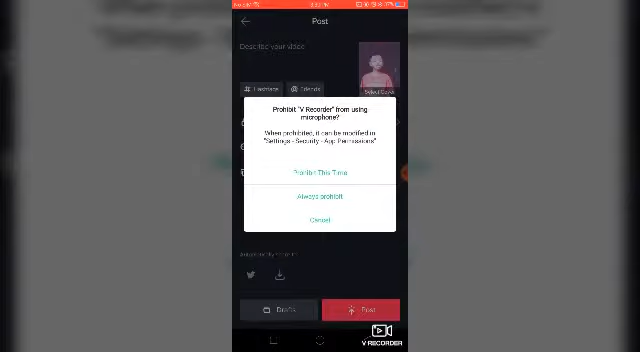 Post
Describe your video
Select Cover
# Hashtags
@ Friends
Prohibit "V Recorder" from using
microphone?
When prohibited, it can be modified in
"Settings - Security - App Permissions"
Prohibit This Time
Always prohibit
Cancel
Drafts
Post
V RECORDER